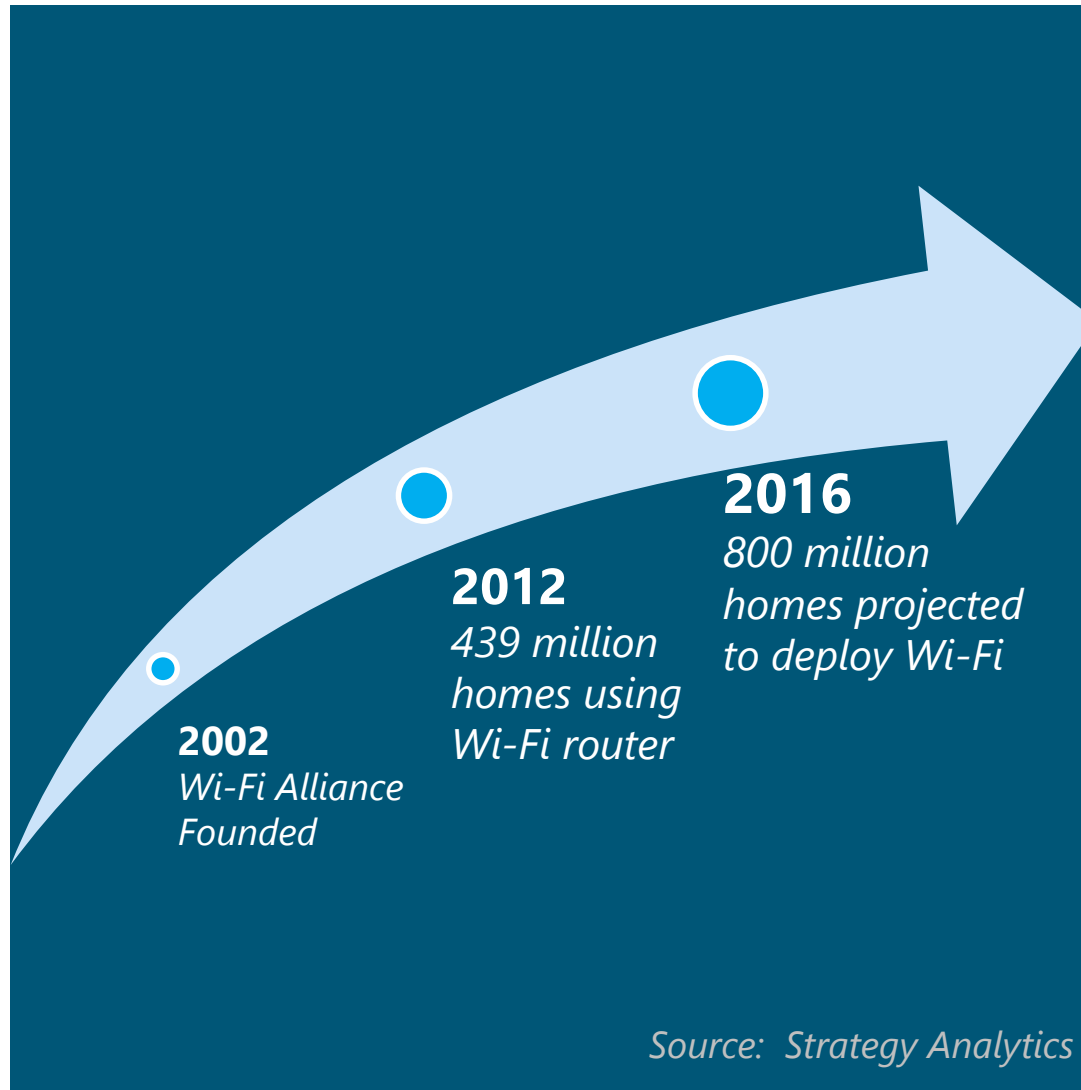 2002
Wi-Fi Alliance
Founded
2012
439 million
homes using
Wi-Fi router
2016
800 million
homes projected
to deploy Wi-Fi
Source:  Strategy Analytics